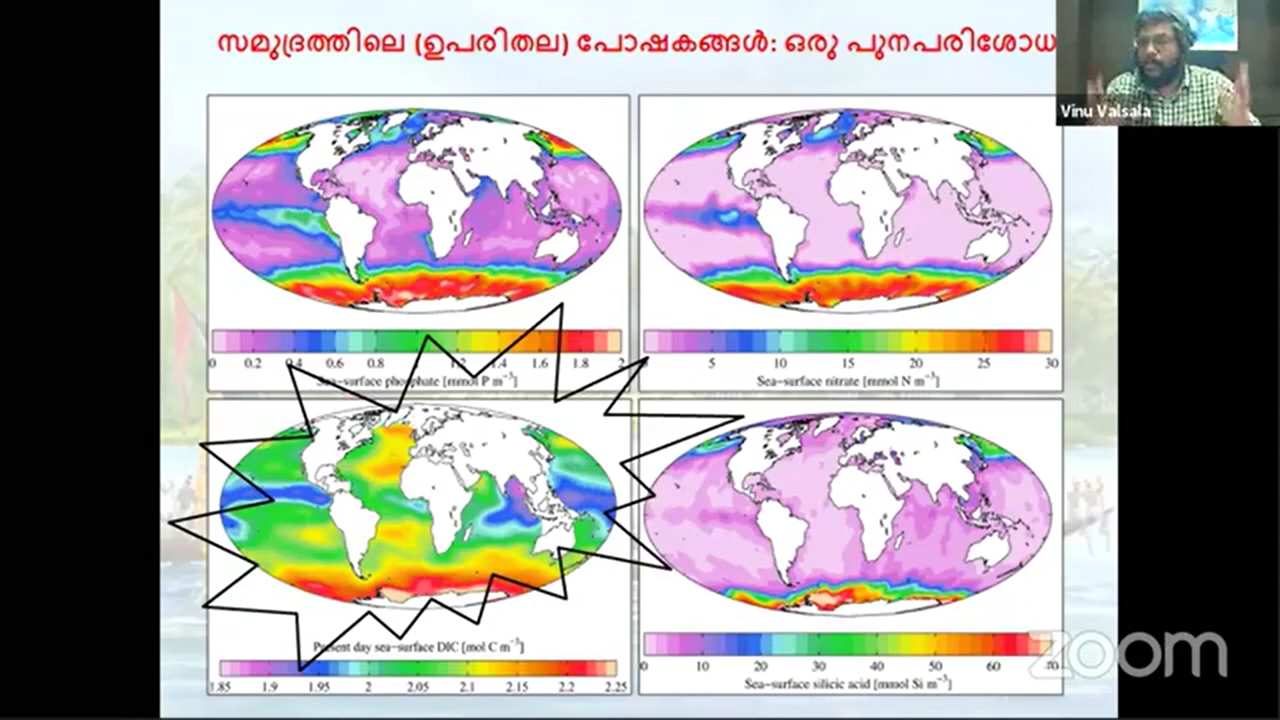 സമുദ്രത്തിലെ (ഉപരിതല) പോഷകങ്ങൾ: ഒരു പുനപരിശോധ
Vinu Valsala
0 0.2 0.4 0.6 0.8 1.2 1.4 1.6 1.8 2
Sea-surface phosphate [mmol P m⁻³]
5 10 15 20 25 30
Sea-surface nitrate [mmol N m⁻³]
Present day sea-surface DIC [mol C m⁻³]
1.85 1.9 1.95 2 2.05 2.1 2.15 2.2 2.25
0 10 20 30 40 50 60 70
Sea-surface silicic acid [mmol Si m⁻³]
zoom